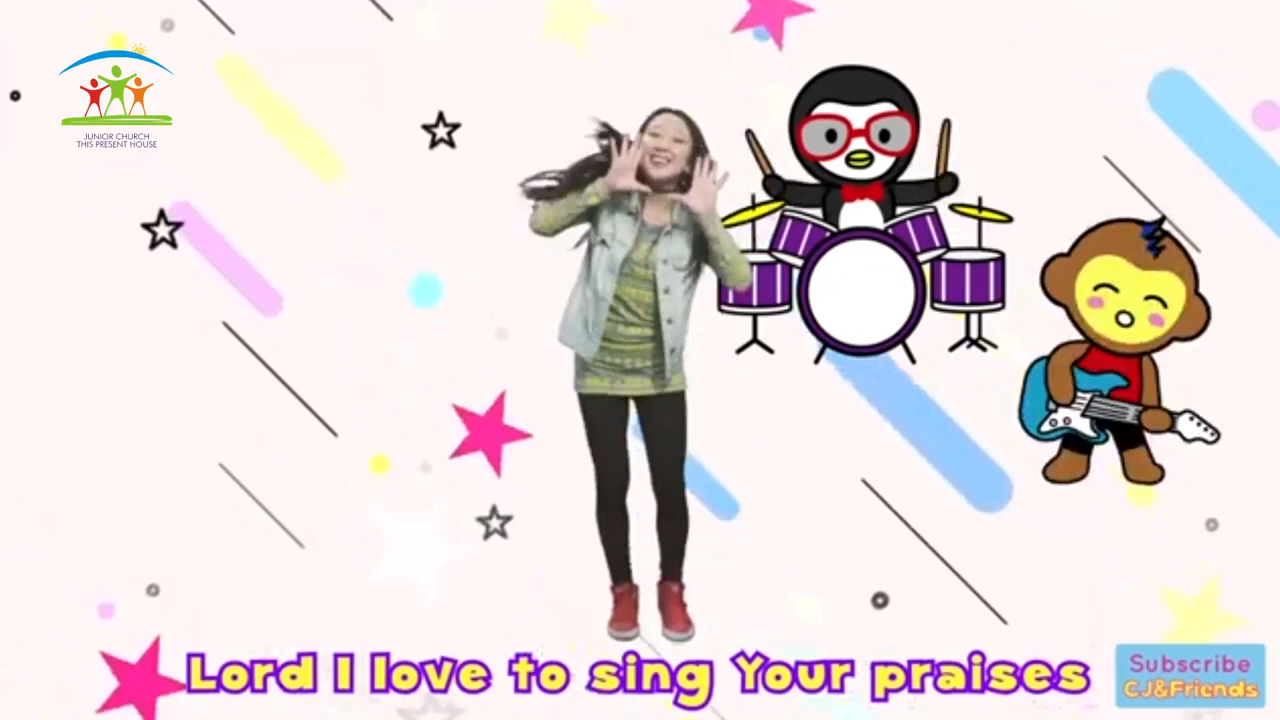 JUNIOR CHURCH
THIS PRESENT HOUSE
Lord I love to sing Your praises
Subscribe
CJ&Friends